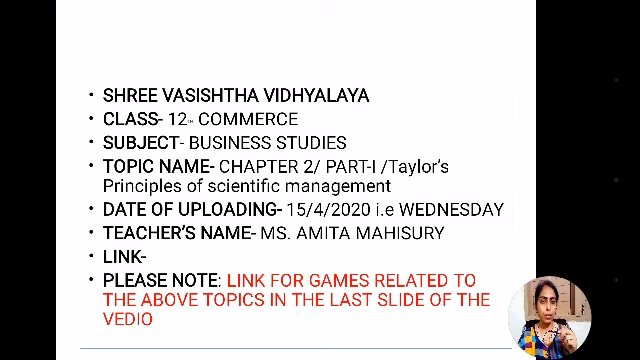 • SHREE VASISHTHA VIDHYALAYA
• CLASS- 12TH COMMERCE
• SUBJECT- BUSINESS STUDIES
• TOPIC NAME- CHAPTER 2/ PART-I /Taylor's
Principles of scientific management
• DATE OF UPLOADING- 15/4/2020 i.e WEDNESDAY
• TEACHER'S NAME- MS. AMITA MAHISURY
• LINK-
• PLEASE NOTE: LINK FOR GAMES RELATED TO
THE ABOVE TOPICS IN THE LAST SLIDE OF THE
VEDIO